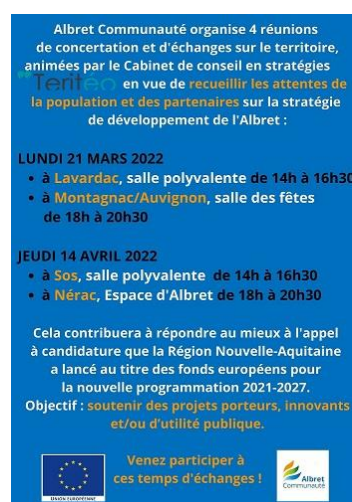 Albret Communauté organise 4 réunions
de concertation et d'échanges sur le territoire,
animées par le Cabinet de conseil en stratégies
Teritéo en vue de recueillir les attentes de
la population et des partenaires sur la stratégie
de développement de l'Albret :
LUNDI 21 MARS 2022
• à Lavardac, salle polyvalente de 14h à 16h30
• à Montagnac/Auvignon, salle des fêtes
de 18h à 20h30
JEUDI 14 AVRIL 2022
• à Sos, salle polyvalente de 14h à 16h30
• à Nérac, Espace d'Albret de 18h à 20h30
Cela contribuera à répondre au mieux à l'appel
à candidature que la Région Nouvelle-Aquitaine
a lancé au titre des fonds européens pour
la nouvelle programmation 2021-2027.
Objectif : soutenir des projets porteurs, innovants
et/ou d'utilité publique.
Venez participer à
ces temps d'échanges !
UNION EUROPÉENNE
Albret
Communauté